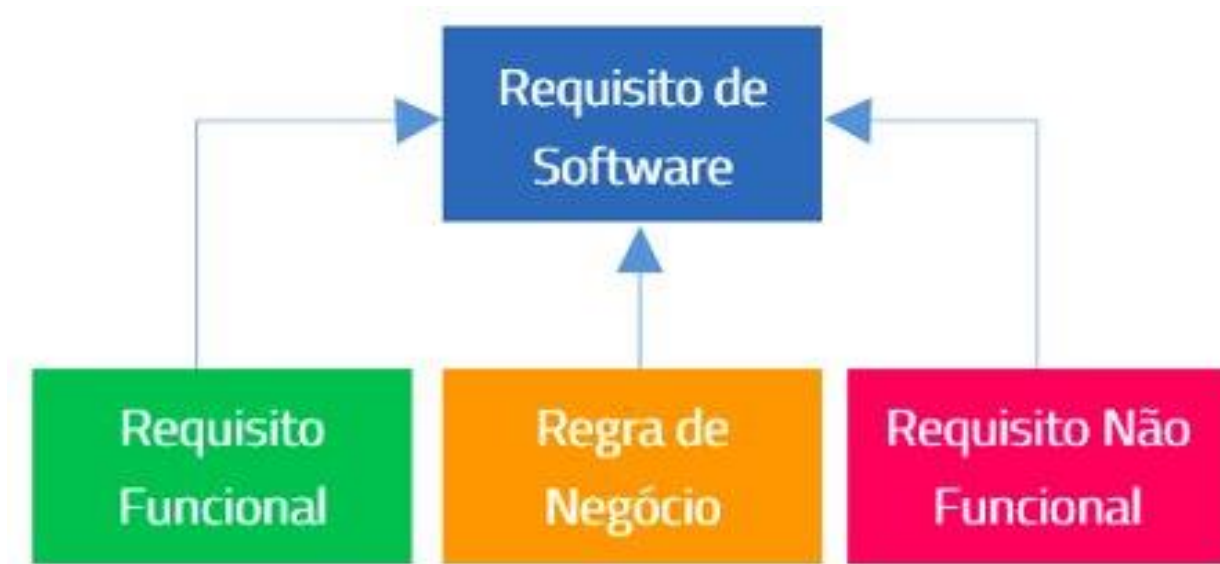 Requisito de
Software
Requisito
Funcional
Regra de
Negócio
Requisito Não
Funcional